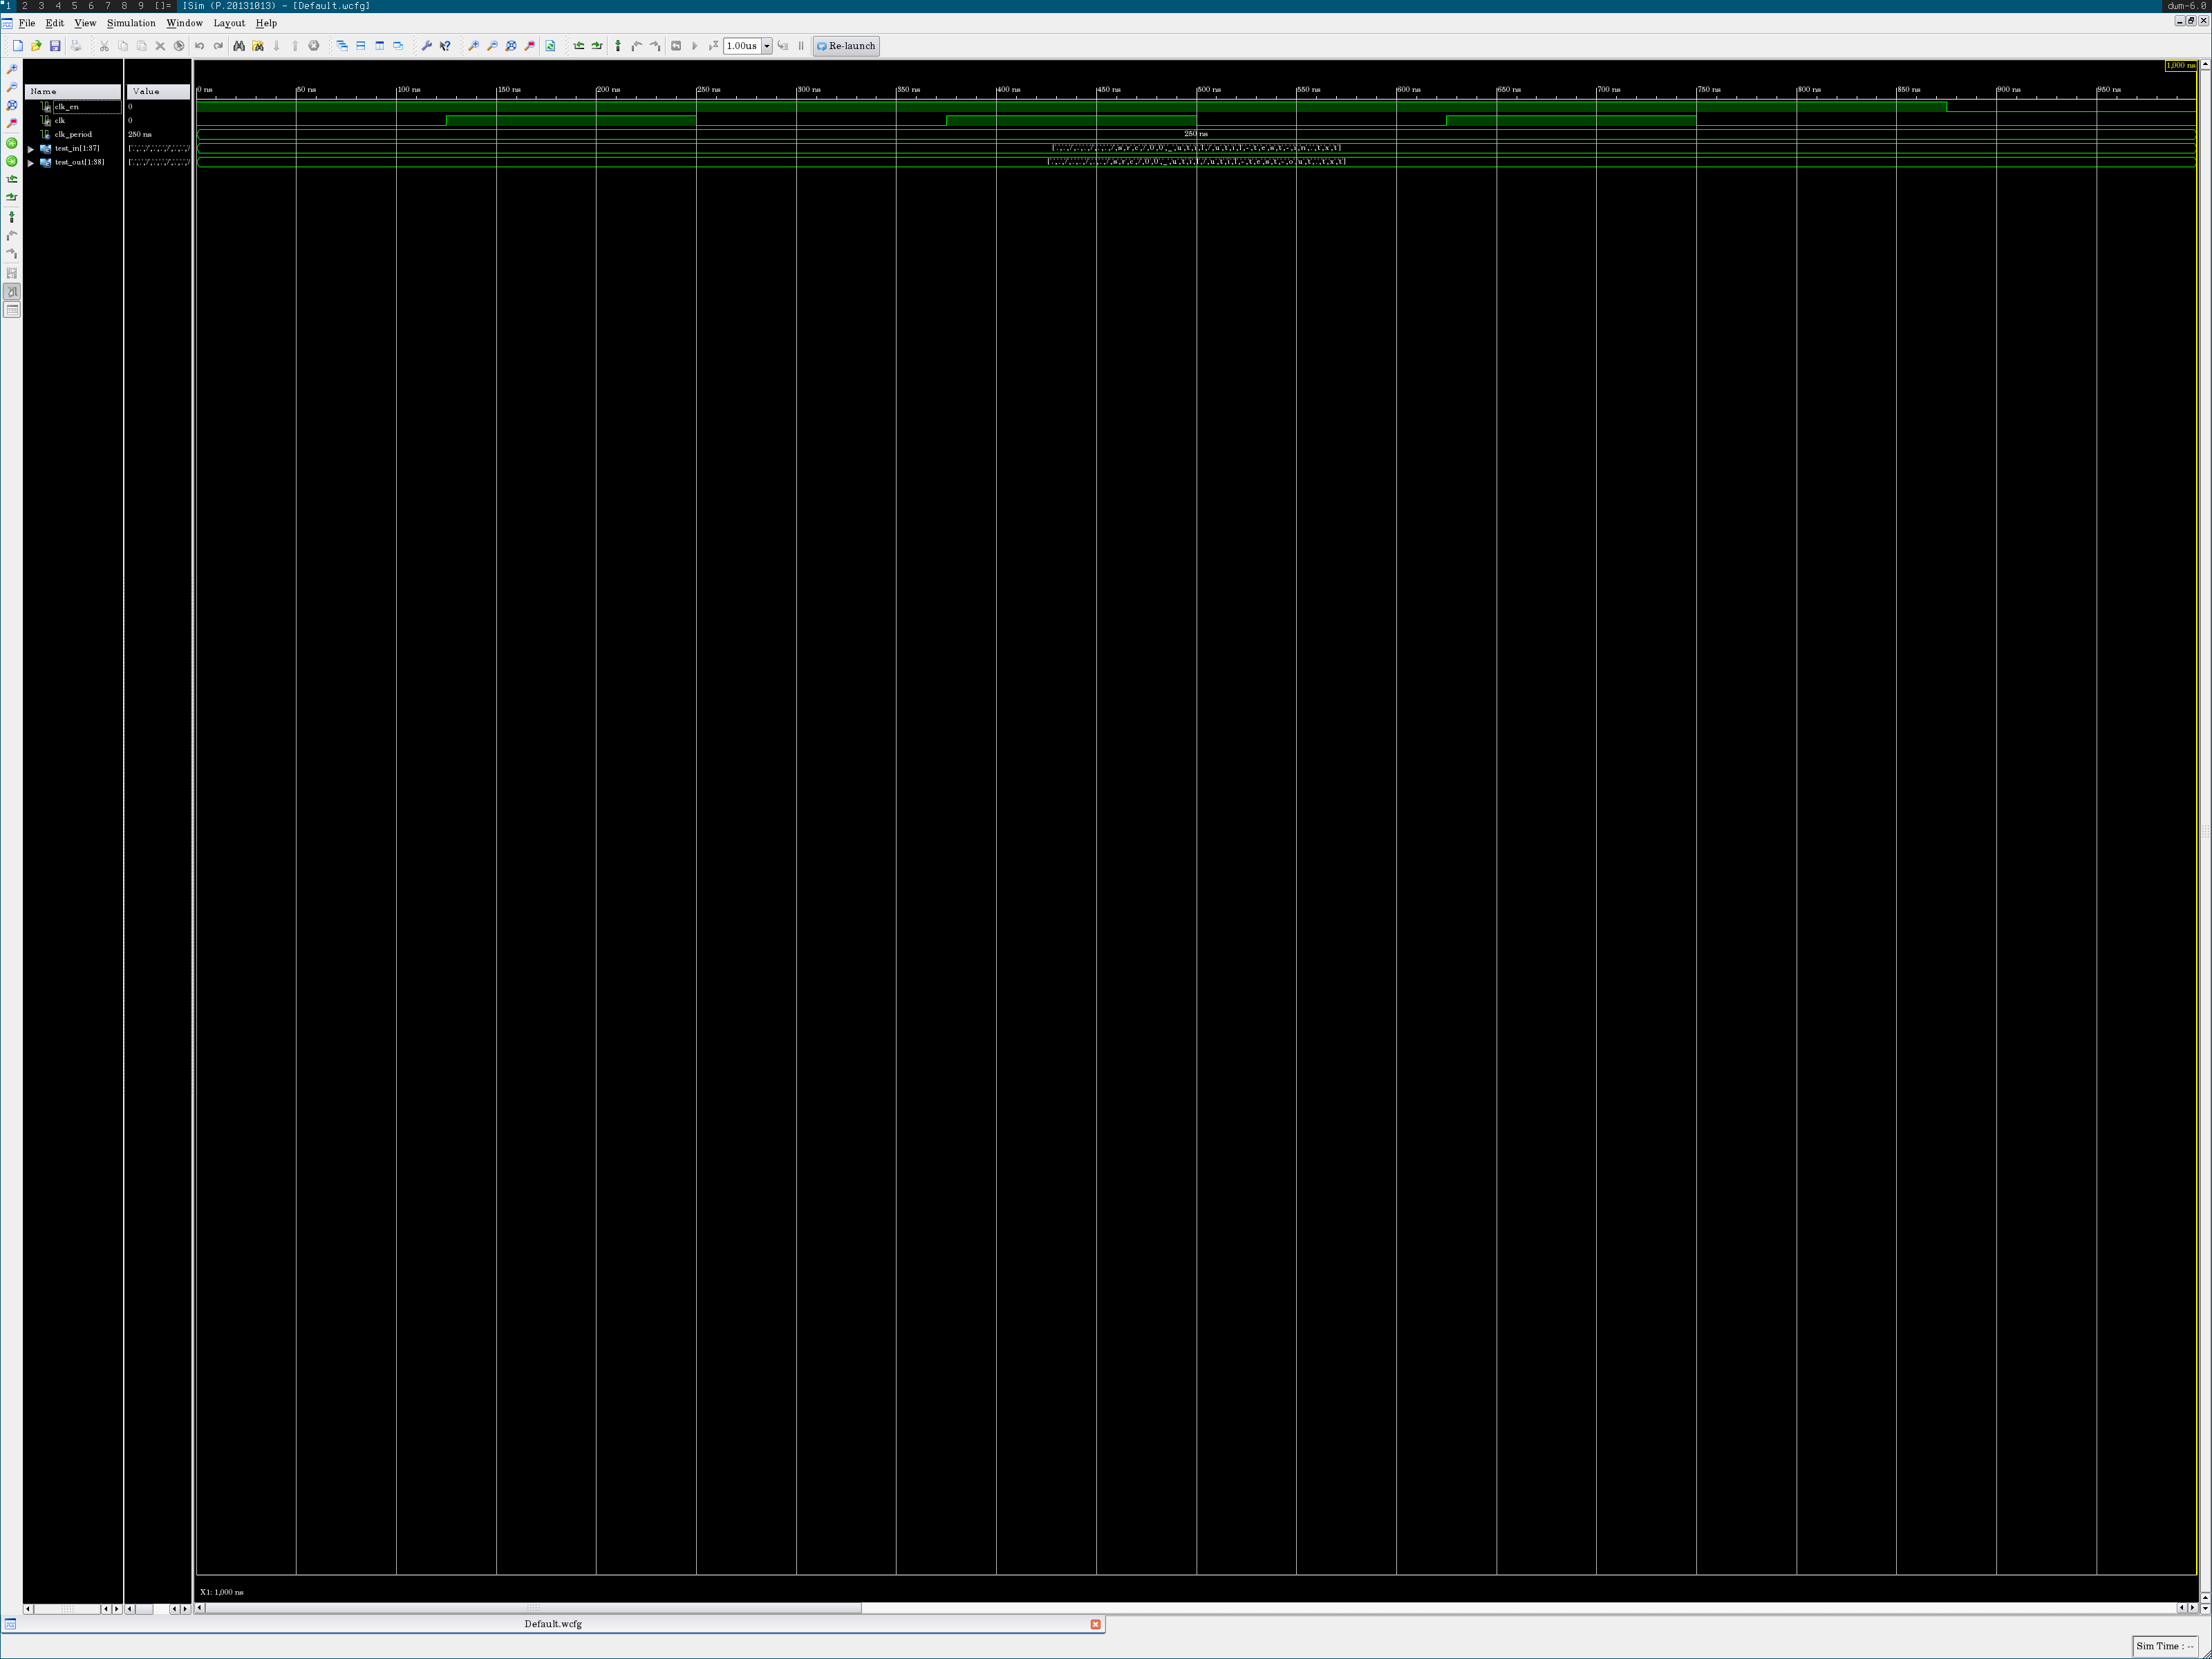 1 2 3 4 5 6 7 8 9 []= ISim (P.20131013) - [Default.wcfg] dwm-6.0
File Edit View Simulation Window Layout Help
1.00us Re-launch
1,000 ns
Name Value
0 ns 50 ns 100 ns 150 ns 200 ns 250 ns 300 ns 350 ns 400 ns 450 ns 500 ns 550 ns 600 ns 650 ns 700 ns 750 ns 800 ns 850 ns 900 ns 950 ns
clk_en 0
clk 0
clk_period 250 ns 250 ns
test_in[1:37]
test_out[1:38]
X1: 1,000 ns
Default.wcfg
Sim Time : --